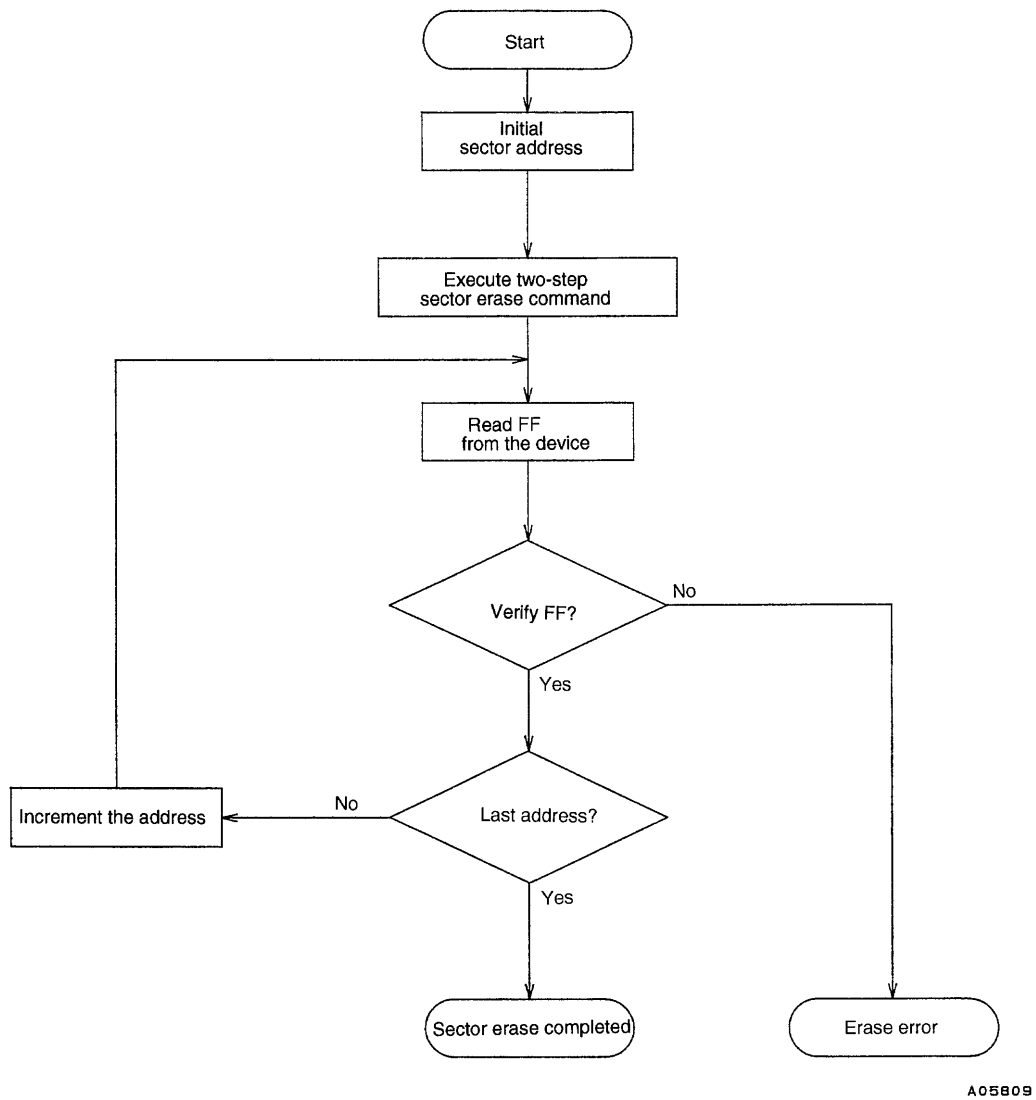 Start
Initial
sector address
Execute two-step
sector erase command
Read FF
from the device
Verify FF?
No
Yes
Last address?
No
Increment the address
Yes
Sector erase completed
Erase error
A05809